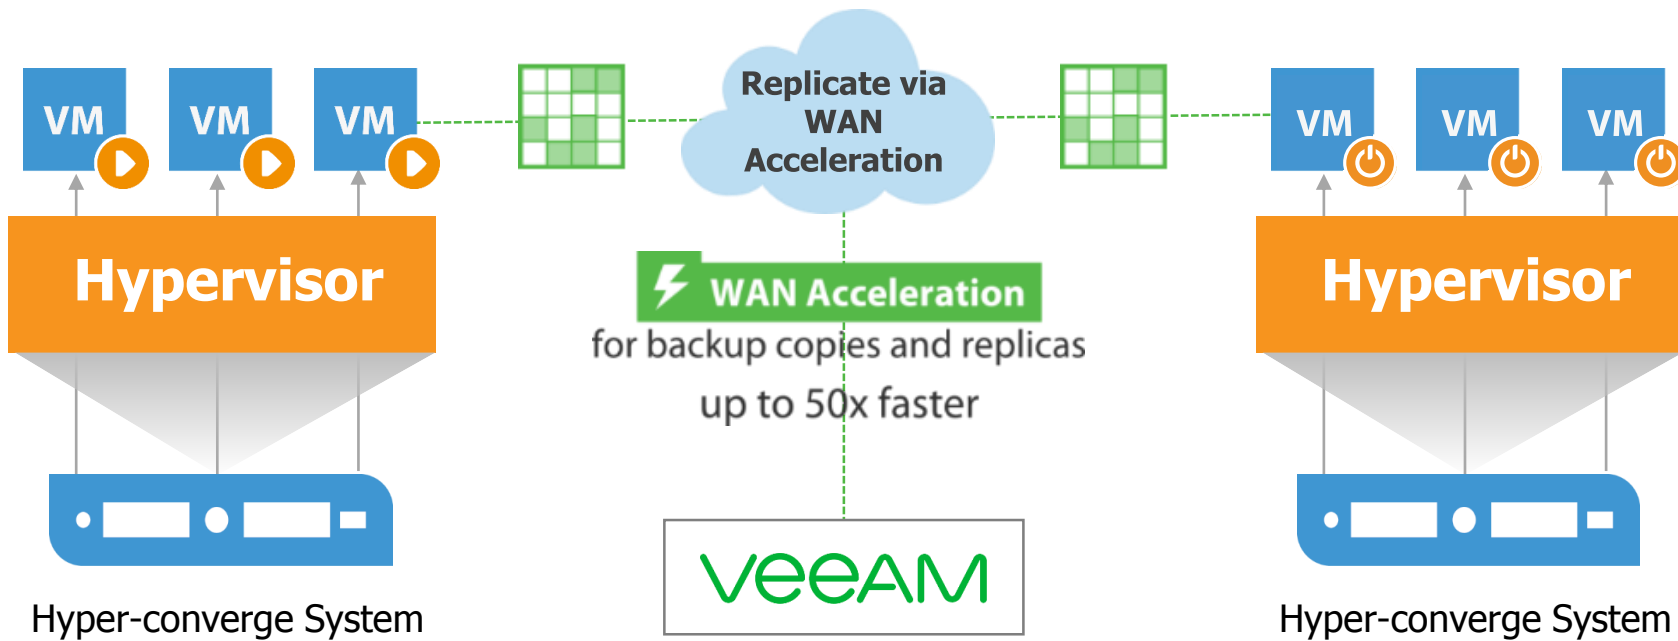 VM
VM
VM
Replicate via
WAN
Acceleration
VM
VM
VM
Hypervisor
WAN Acceleration
for backup copies and replicas
up to 50x faster
Hypervisor
veeAM
Hyper-converge System
Hyper-converge System